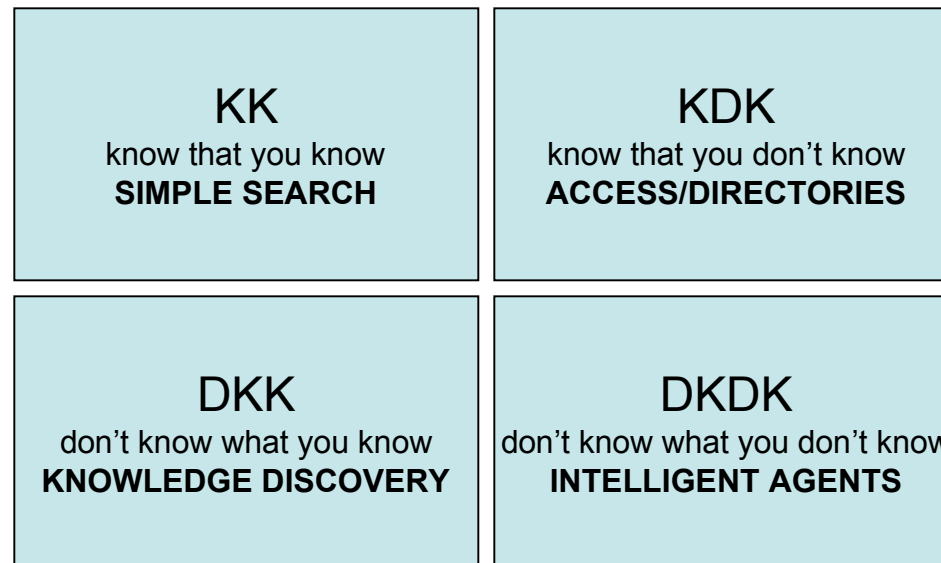 KK
know that you know
SIMPLE SEARCH
KDK
know that you don’t know
ACCESS/DIRECTORIES
DKK
don’t know what you know
KNOWLEDGE DISCOVERY
DKDK
don’t know what you don’t know
INTELLIGENT AGENTS